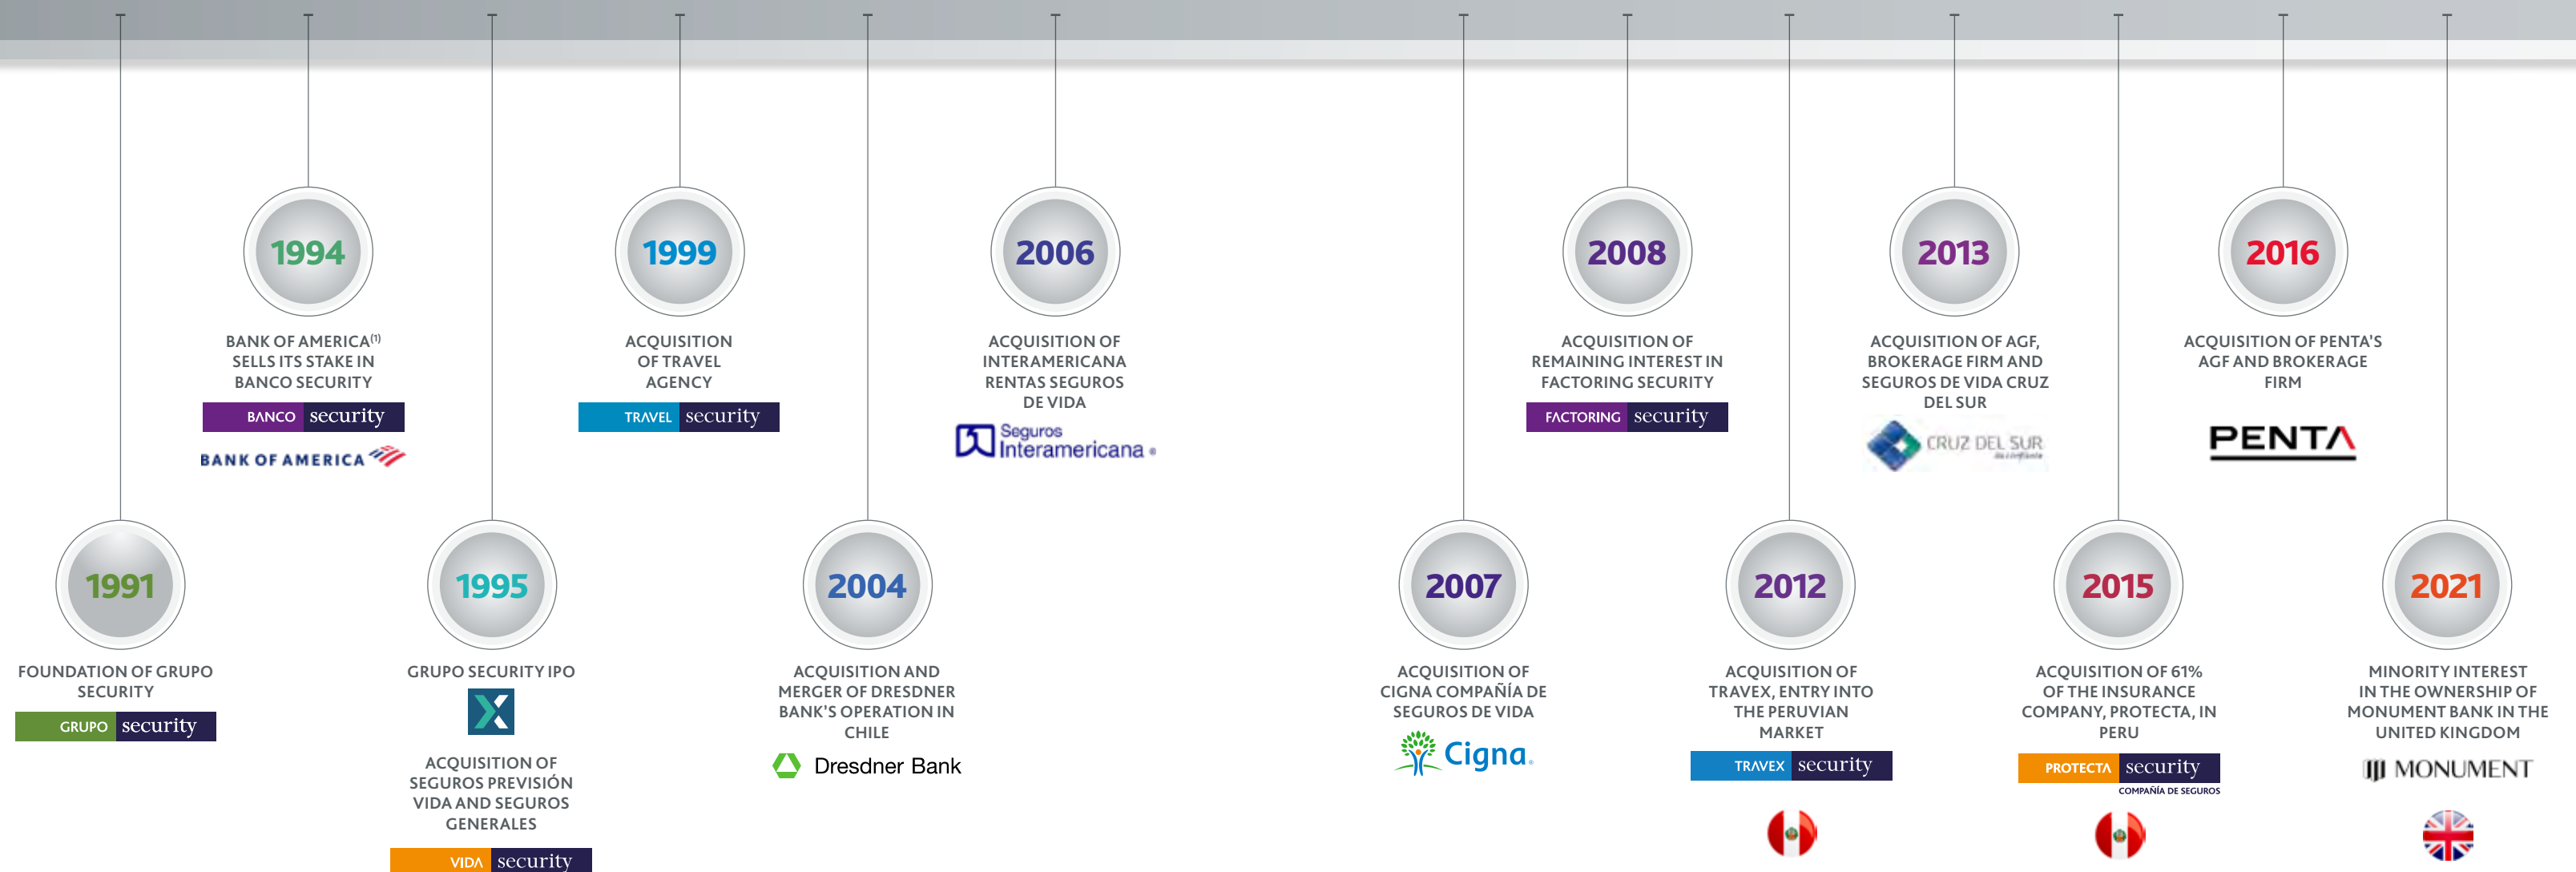 1991
FOUNDATION OF GRUPO
SECURITY
GRUPO security
1994
BANK OF AMERICA(1)
SELLS ITS STAKE IN
BANCO SECURITY
BANCO security
BANK OF AMERICA
1995
GRUPO SECURITY IPO
ACQUISITION OF
SEGUROS PREVISIÓN
VIDA AND SEGUROS
GENERALES
VIDA security
1999
ACQUISITION
OF TRAVEL
AGENCY
TRAVEL security
2004
ACQUISITION AND
MERGER OF DRESDNER
BANK'S OPERATION IN
CHILE
Dresdner Bank
2006
ACQUISITION OF
INTERAMERICANA
RENTAS SEGUROS
DE VIDA
Seguros
Interamericana ®
2007
ACQUISITION OF
CIGNA COMPAÑÍA DE
SEGUROS DE VIDA
Cigna®
2008
ACQUISITION OF
REMAINING INTEREST IN
FACTORING SECURITY
FACTORING security
2012
ACQUISITION OF
TRAVEX, ENTRY INTO
THE PERUVIAN
MARKET
TRAVEX security
2013
ACQUISITION OF AGF,
BROKERAGE FIRM AND
SEGUROS DE VIDA CRUZ
DEL SUR
CRUZ DEL SUR
2015
ACQUISITION OF 61%
OF THE INSURANCE
COMPANY, PROTECTA, IN
PERU
PROTECTA security
COMPAÑÍA DE SEGUROS
2016
ACQUISITION OF PENTA'S
AGF AND BROKERAGE
FIRM
PENTA
2021
MINORITY INTEREST
IN THE OWNERSHIP OF
MONUMENT BANK IN THE
UNITED KINGDOM
MONUMENT